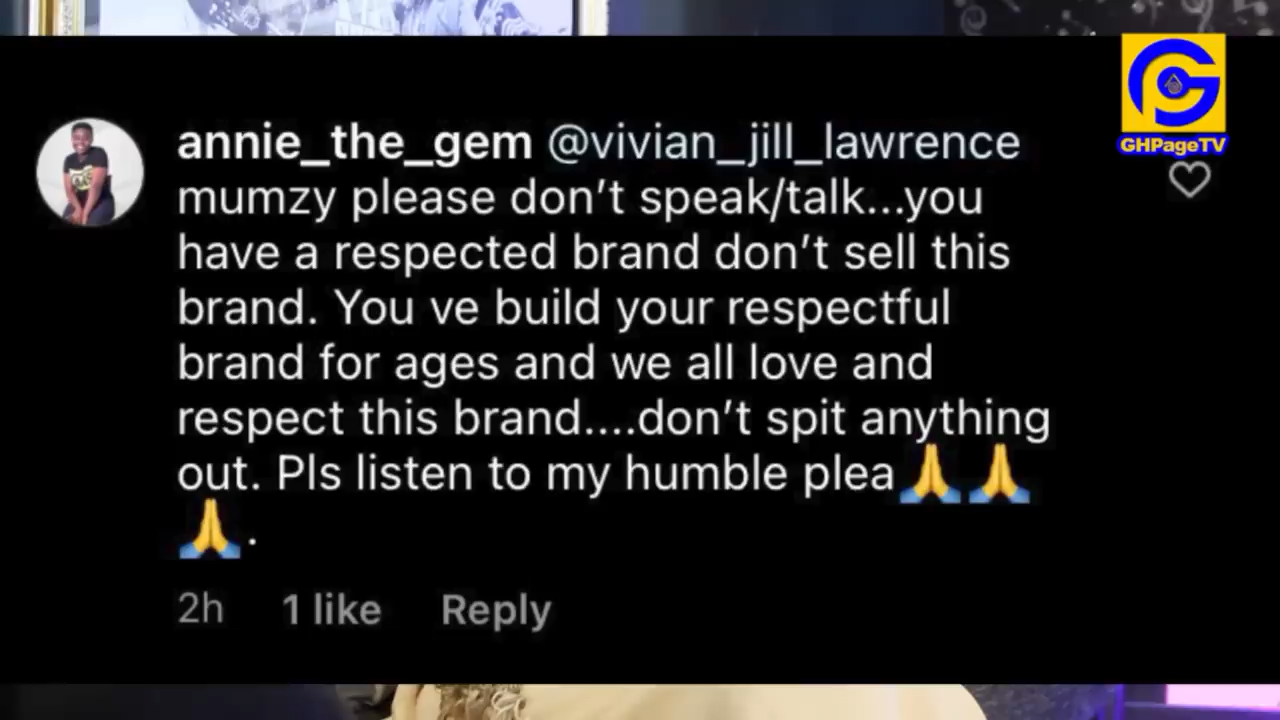 GHPageTV
annie_the_gem @vivian_jill_lawrence
mumzy please don’t speak/talk...you
have a respected brand don’t sell this
brand. You ve build your respectful
brand for ages and we all love and
respect this brand....don’t spit anything
out. Pls listen to my humble plea🙏🙏
🙏.
2h 1 like Reply